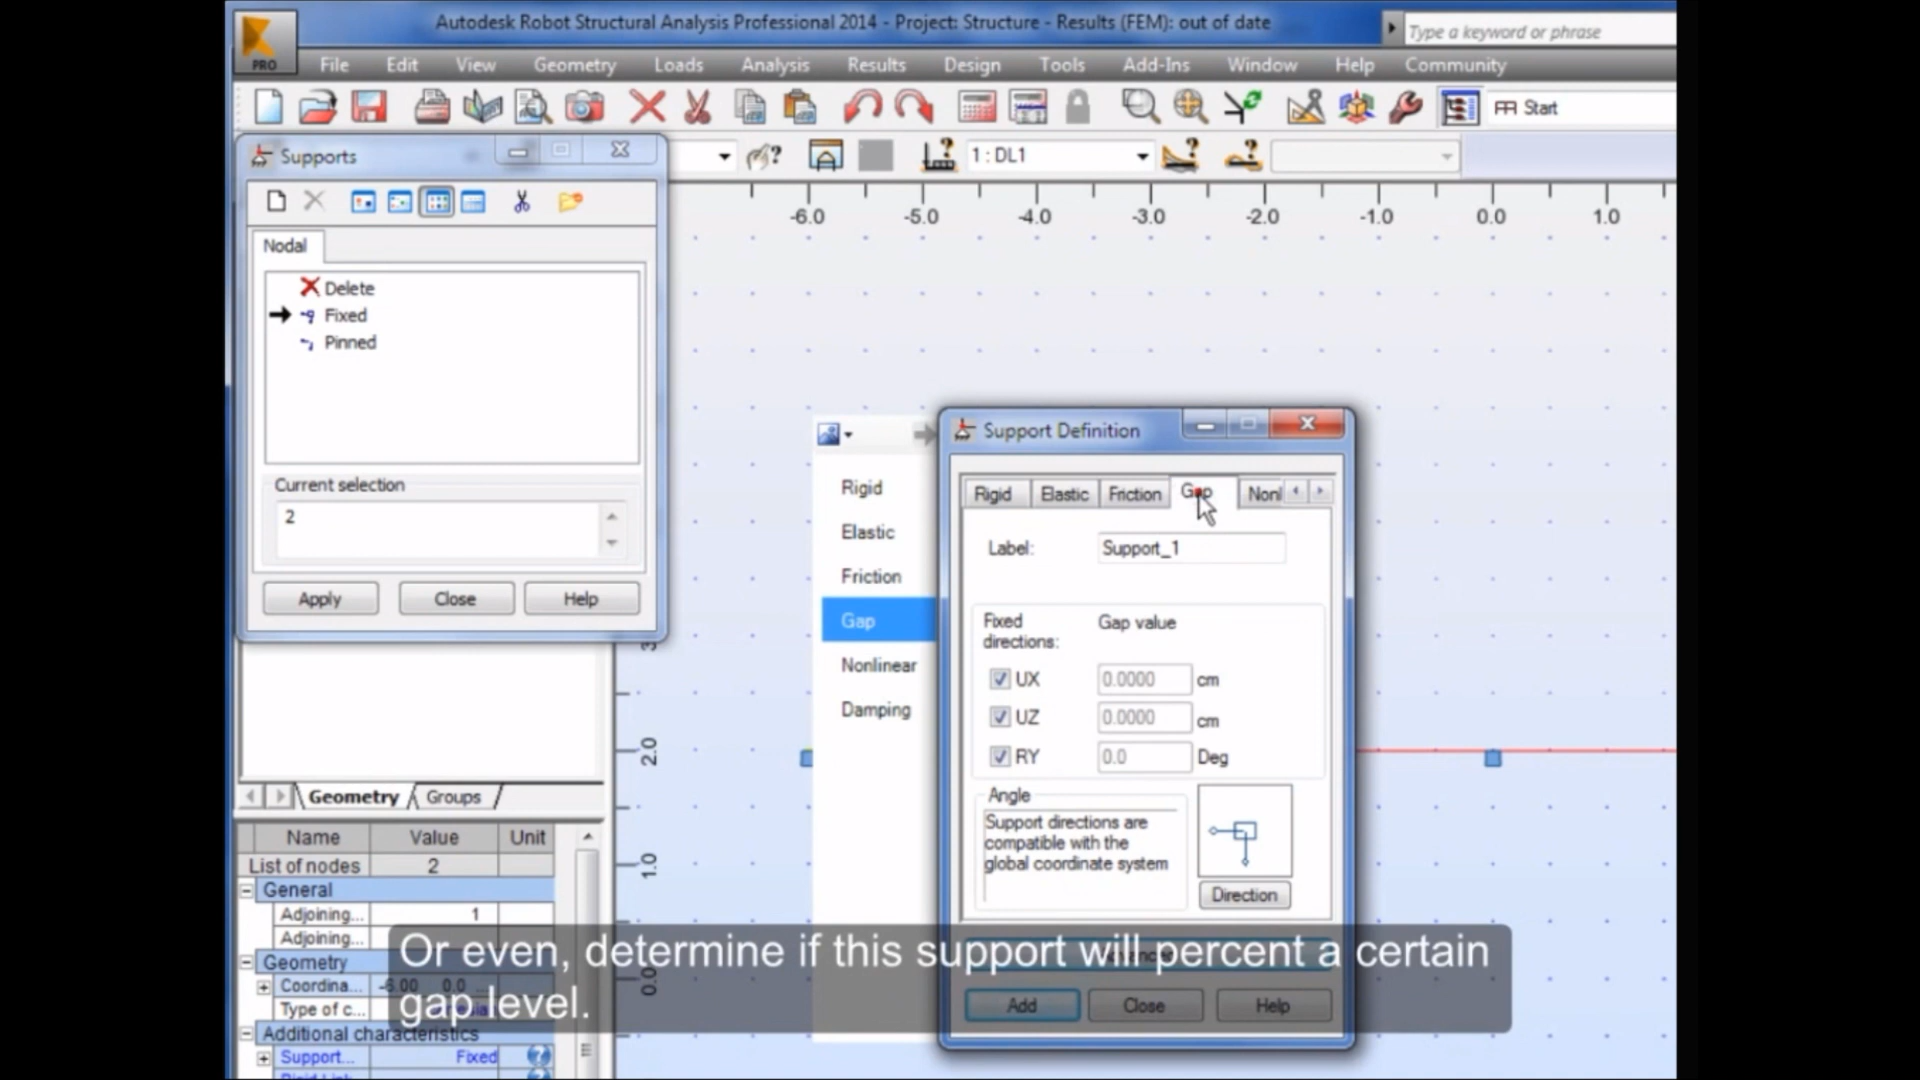 Autodesk Robot Structural Analysis Professional 2014 - Project: Structure - Results (FEM): out of date
Type a keyword or phrase
PRO
File Edit View Geometry Loads Analysis Results Design Tools Add-Ins Window Help Community
Start
Supports
1 : DL1
-6.0 -5.0 -4.0 -3.0 -2.0 -1.0 0.0 1.0
Nodal
Delete
Fixed
Pinned
Current selection
2
Apply Close Help
Rigid
Elastic
Friction
Gap
Nonlinear
Damping
Support Definition
Rigid Elastic Friction Gap Nonl
Label: Support_1
Fixed directions: Gap value
UX 0.0000 cm
UZ 0.0000 cm
RY 0.0 Deg
Angle
Support directions are
compatible with the
global coordinate system
Direction
Add Close Help
2.0
1.0
0.0
Geometry Groups
Name Value Unit
List of nodes 2
General
Adjoining... 1
Adjoining...
Geometry
Coordina... -6.00 0.0
Type of c...
Additional characteristics
Support... Fixed
Or even, determine if this support will percent a certain
gap level.